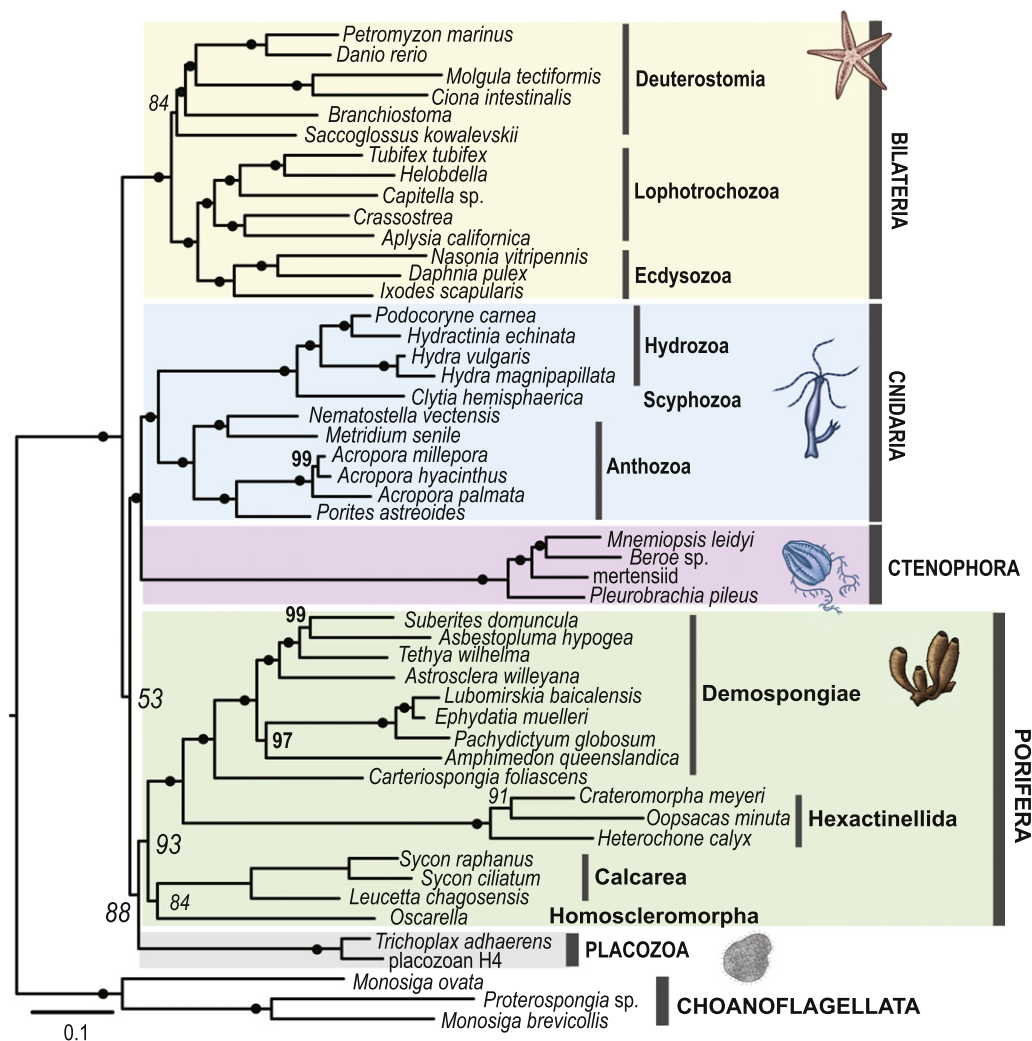 Petromyzon marinus
Danio rerio
Molgula tectiformis
84
Ciona intestinalis
Deuterostomia
Branchiostoma
Saccoglossus kowalevskii
Tubifex tubifex
Helobdella
Capitella sp.
Lophotrochozoa
Crassostrea
Aplysia californica
Nasonia vitripennis
Daphnia pulex
Ecdysozoa
Ixodes scapularis
BILATERIA
Podocoryne carnea
Hydractinia echinata
Hydra vulgaris
Hydrozoa
Hydra magnipapillata
Clytia hemisphaerica
Scyphozoa
Nematostella vectensis
Metridium senile
99
Acropora millepora
Acropora hyacinthus
Anthozoa
Acropora palmata
Porites astreoides
CNIDARIA
Mnemiopsis leidyi
Beroe sp.
mertensiid
Pleurobrachia pileus
CTENOPHORA
99
Suberites domuncula
Asbestopluma hypogea
Tethya wilhelma
Astrosclera willeyana
53
Lubomirskia baicalensis
Demospongiae
Ephydatia muelleri
97
Pachydictyum globosum
Amphimedon queenslandica
Carteriospongia foliascens
91
Crateromorpha meyeri
Oopsacas minuta
Hexactinellida
Heterochone calyx
93
Sycon raphanus
Sycon ciliatum
Calcarea
84
Leucetta chagosensis
88
Oscarella
Homoscleromorpha
PORIFERA
Trichoplax adhaerens
placozoan H4
PLACOZOA
Monosiga ovata
Proterospongia sp.
Monosiga brevicollis
CHOANOFLAGELLATA
0.1